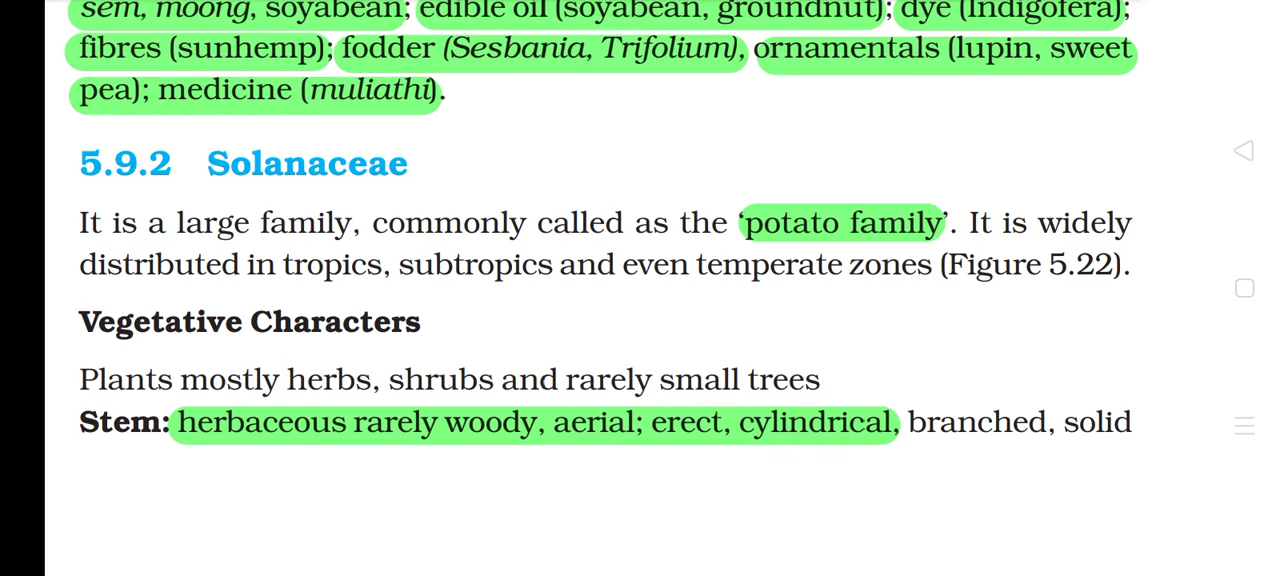 sem, moong, soyabean; edible oil (soyabean, groundnut); dye (Indigofera);
fibres (sunhemp); fodder (Sesbania, Trifolium), ornamentals (lupin, sweet
pea); medicine (muliathi).
5.9.2 Solanaceae
It is a large family, commonly called as the ‘potato family’. It is widely
distributed in tropics, subtropics and even temperate zones (Figure 5.22).
Vegetative Characters
Plants mostly herbs, shrubs and rarely small trees
Stem: herbaceous rarely woody, aerial; erect, cylindrical, branched, solid